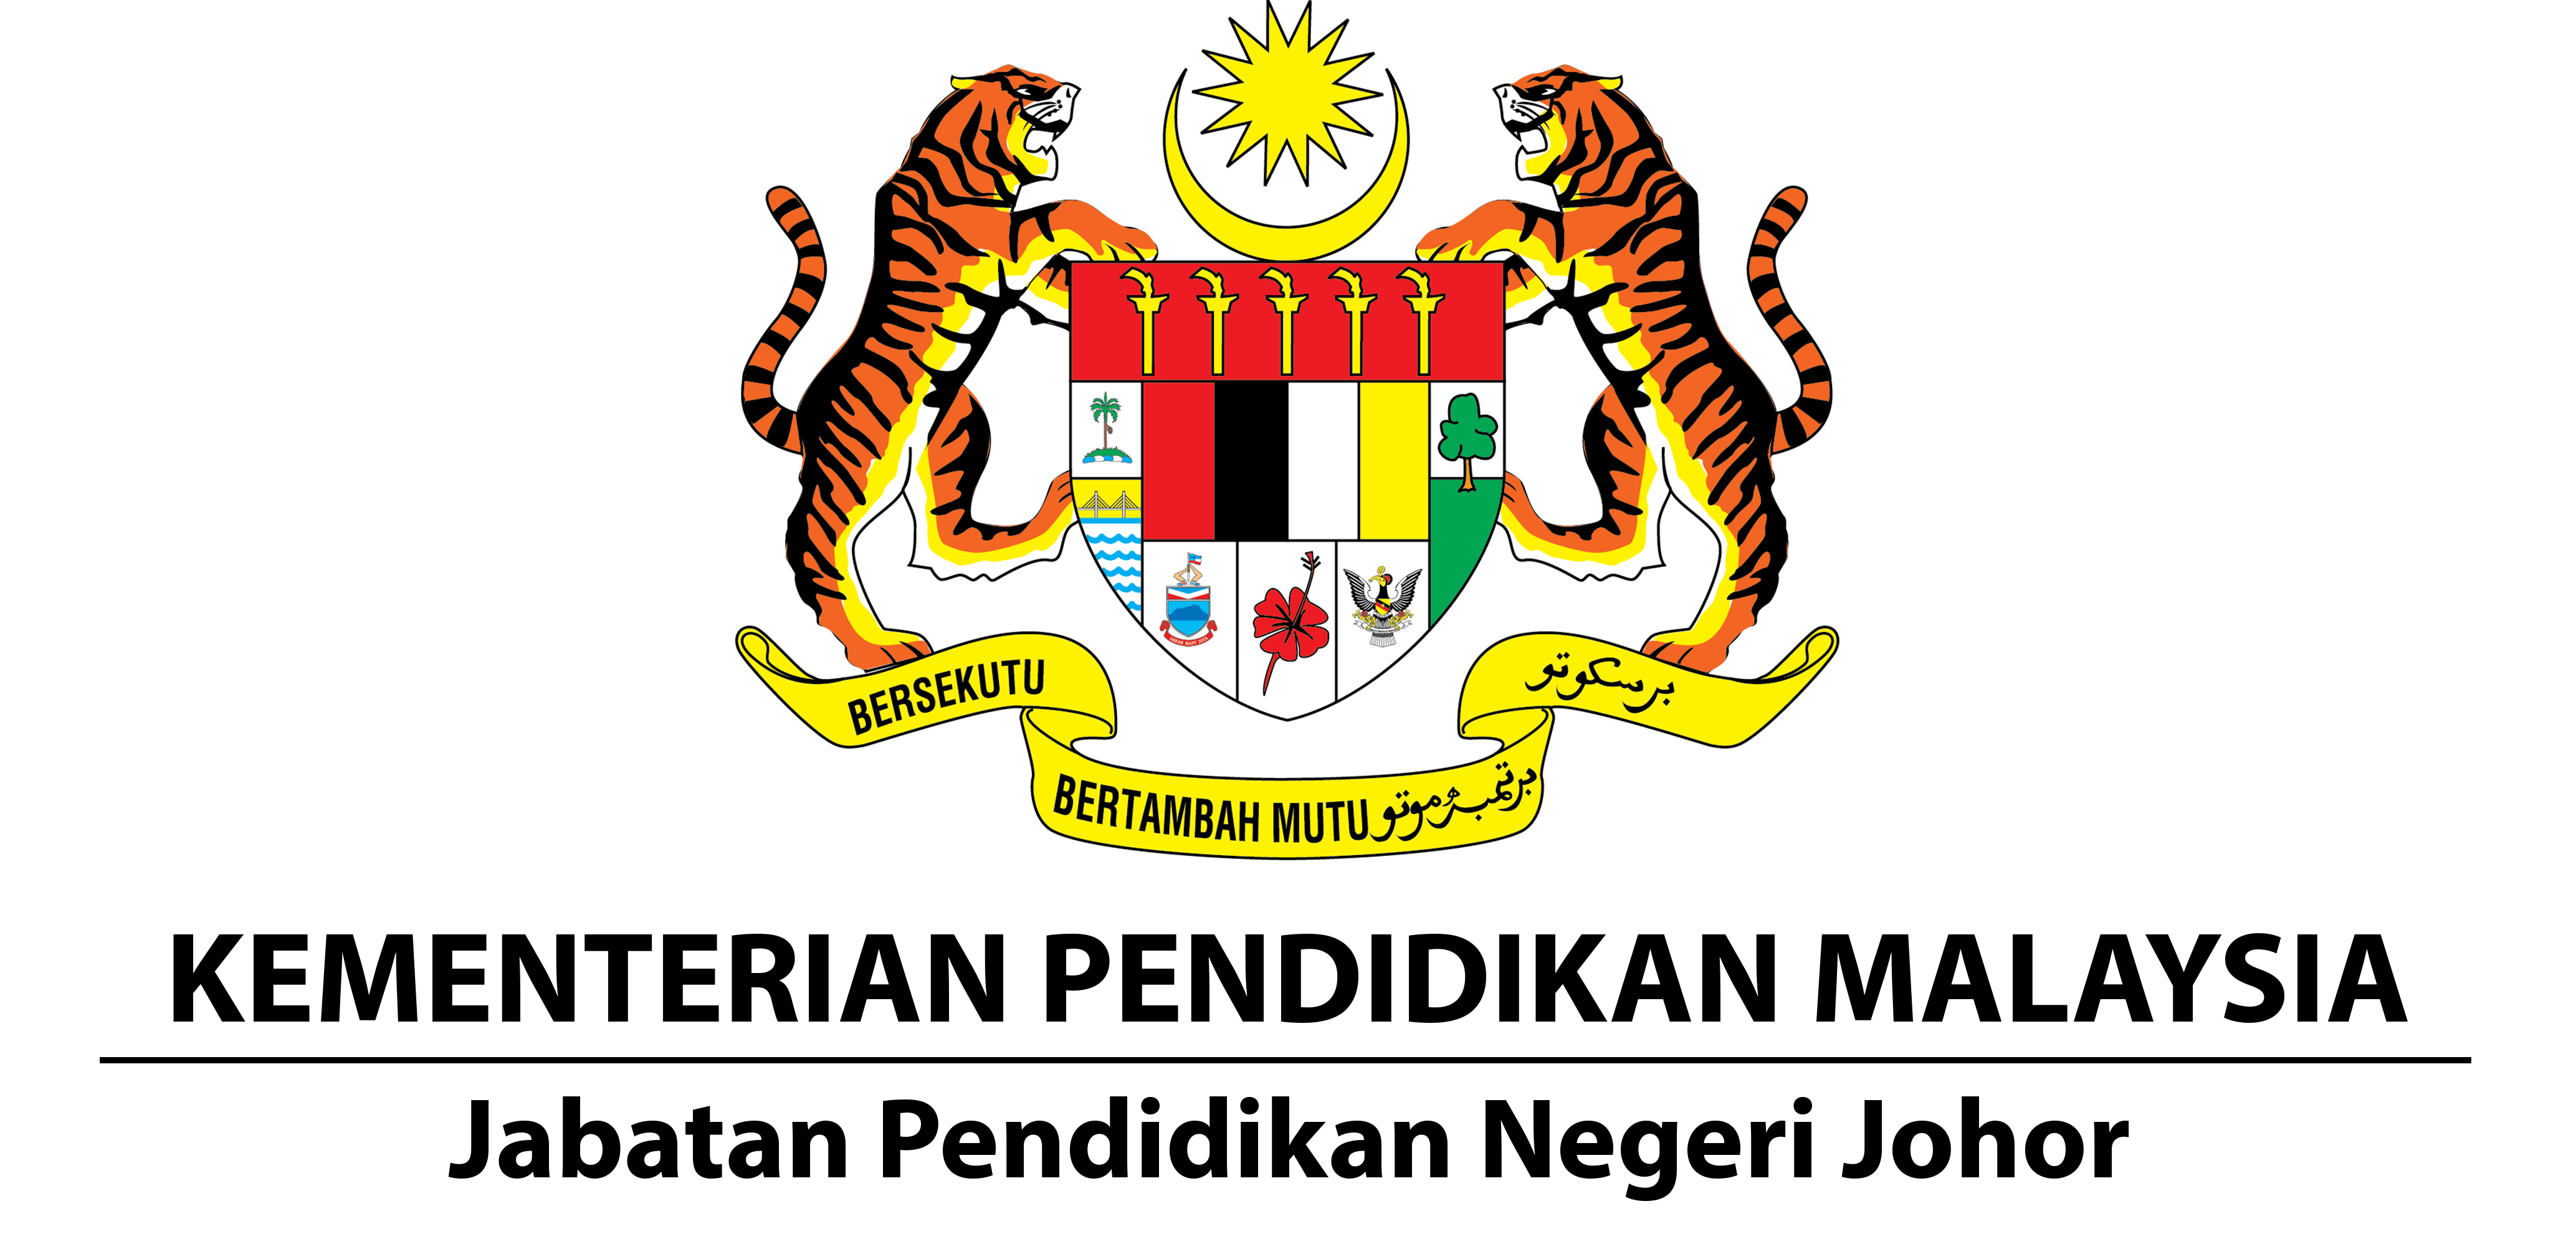 BERSEKUTU برسکوتو
BERTAMBAH MUTU برتمبه موتو
KEMENTERIAN PENDIDIKAN MALAYSIA
Jabatan Pendidikan Negeri Johor